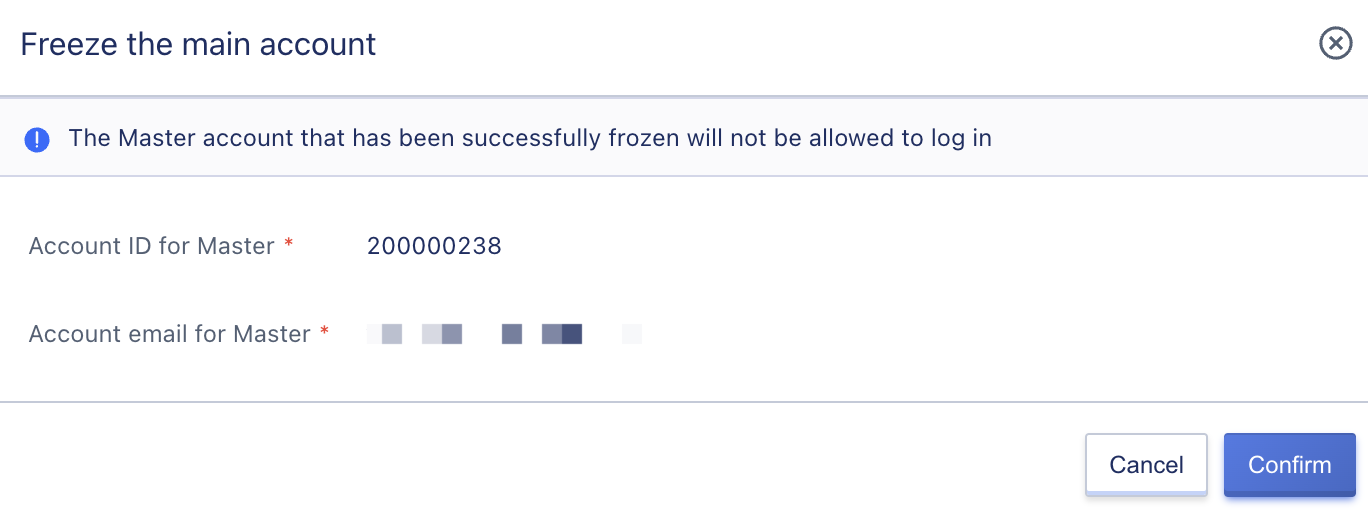 Freeze the main account
The Master account that has been successfully frozen will not be allowed to log in
Account ID for Master * 200000238
Account email for Master *
Cancel Confirm